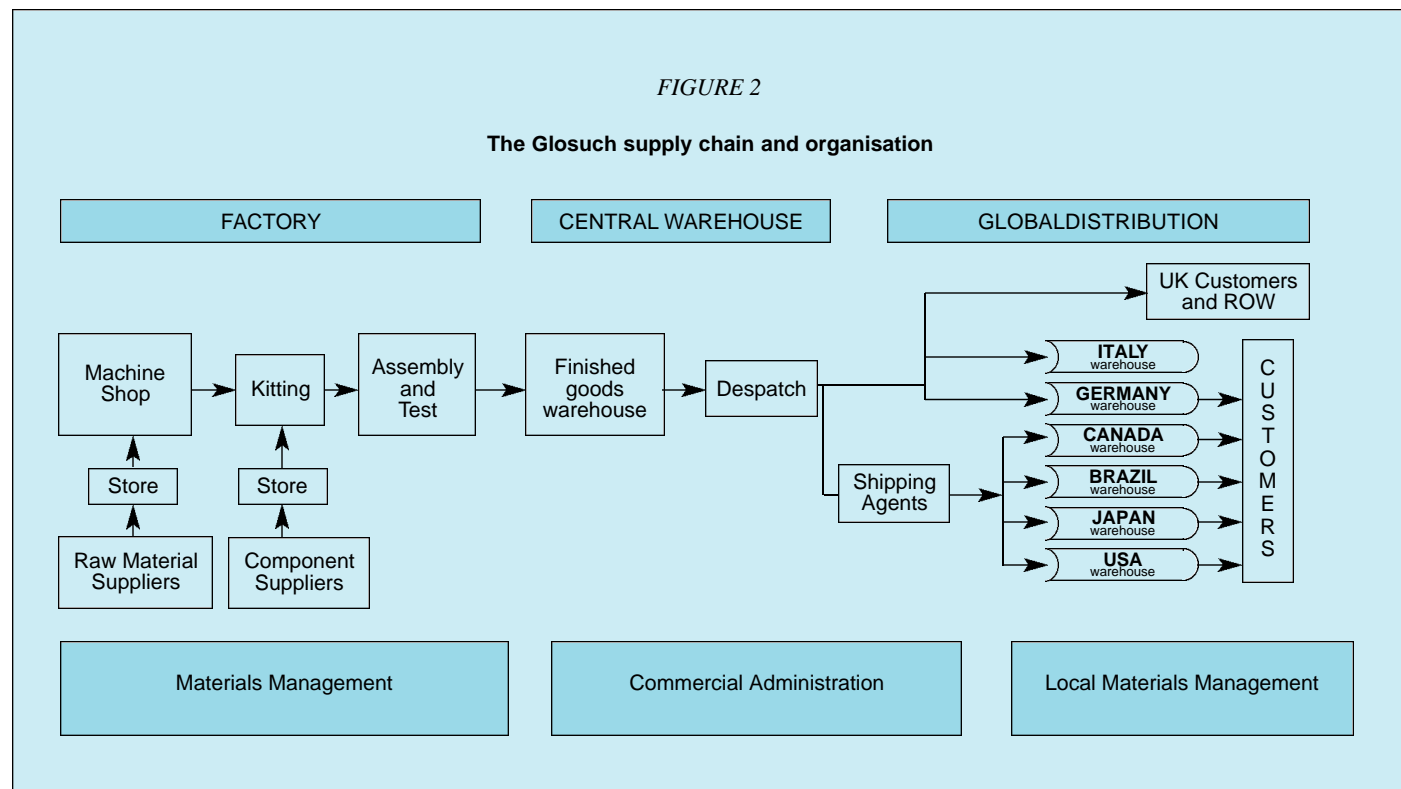 FIGURE 2
The Glosuch supply chain and organisation
FACTORY
CENTRAL WAREHOUSE
GLOBALDISTRIBUTION
UK Customers
and ROW
Machine
Shop
Kitting
Assembly
and
Test
Finished
goods
warehouse
Despatch
ITALY
warehouse
GERMANY
warehouse
CANADA
warehouse
BRAZIL
warehouse
JAPAN
warehouse
USA
warehouse
C
U
S
T
O
M
E
R
S
Store
Store
Shipping
Agents
Raw Material
Suppliers
Component
Suppliers
Materials Management
Commercial Administration
Local Materials Management